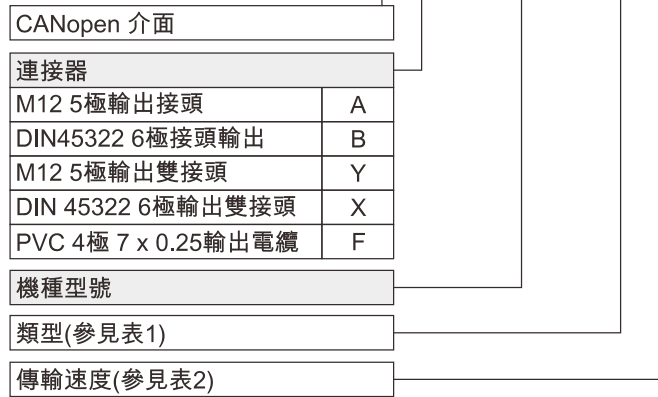 CANopen 介面
連接器
M12 5極輸出接頭 A
DIN45322 6極接頭輸出 B
M12 5極輸出雙接頭 Y
DIN 45322 6極輸出雙接頭 X
PVC 4極 7 x 0.25輸出電纜 F
機種型號
類型(參見表1)
傳輸速度(參見表2)